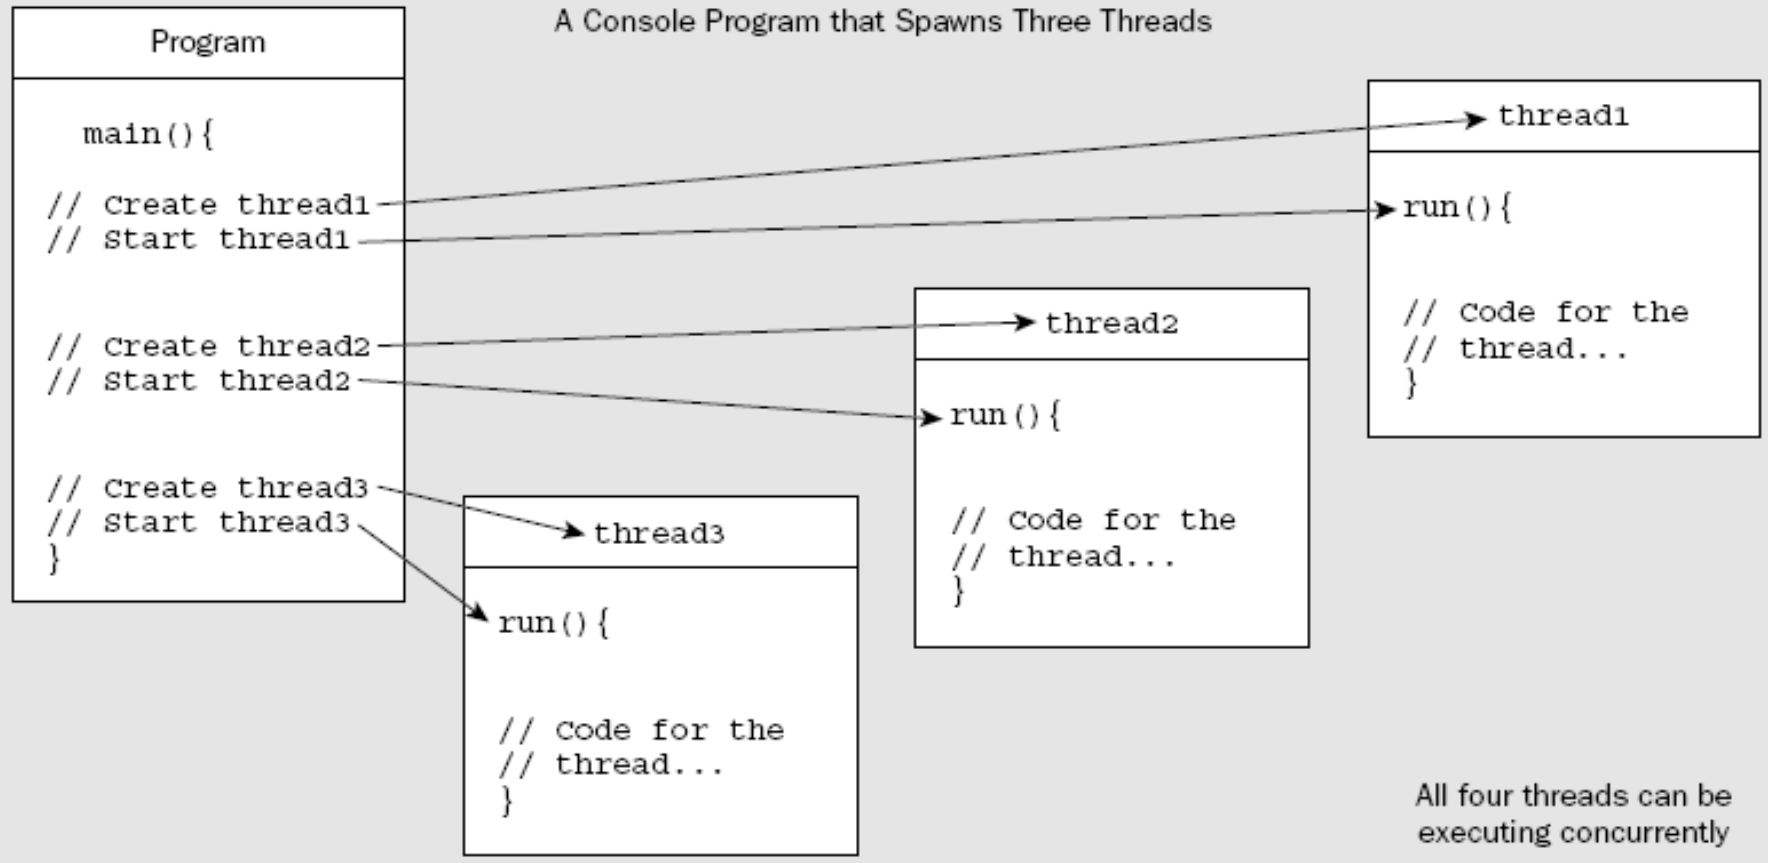 A Console Program that Spawns Three Threads
Program
main(){
// Create thread1
// Start thread1
// Create thread2
// Start thread2
// Create thread3
// Start thread3
}
thread1
run(){
// Code for the
// thread...
}
thread2
run(){
// Code for the
// thread...
}
thread3
run(){
// Code for the
// thread...
}
All four threads can be
executing concurrently